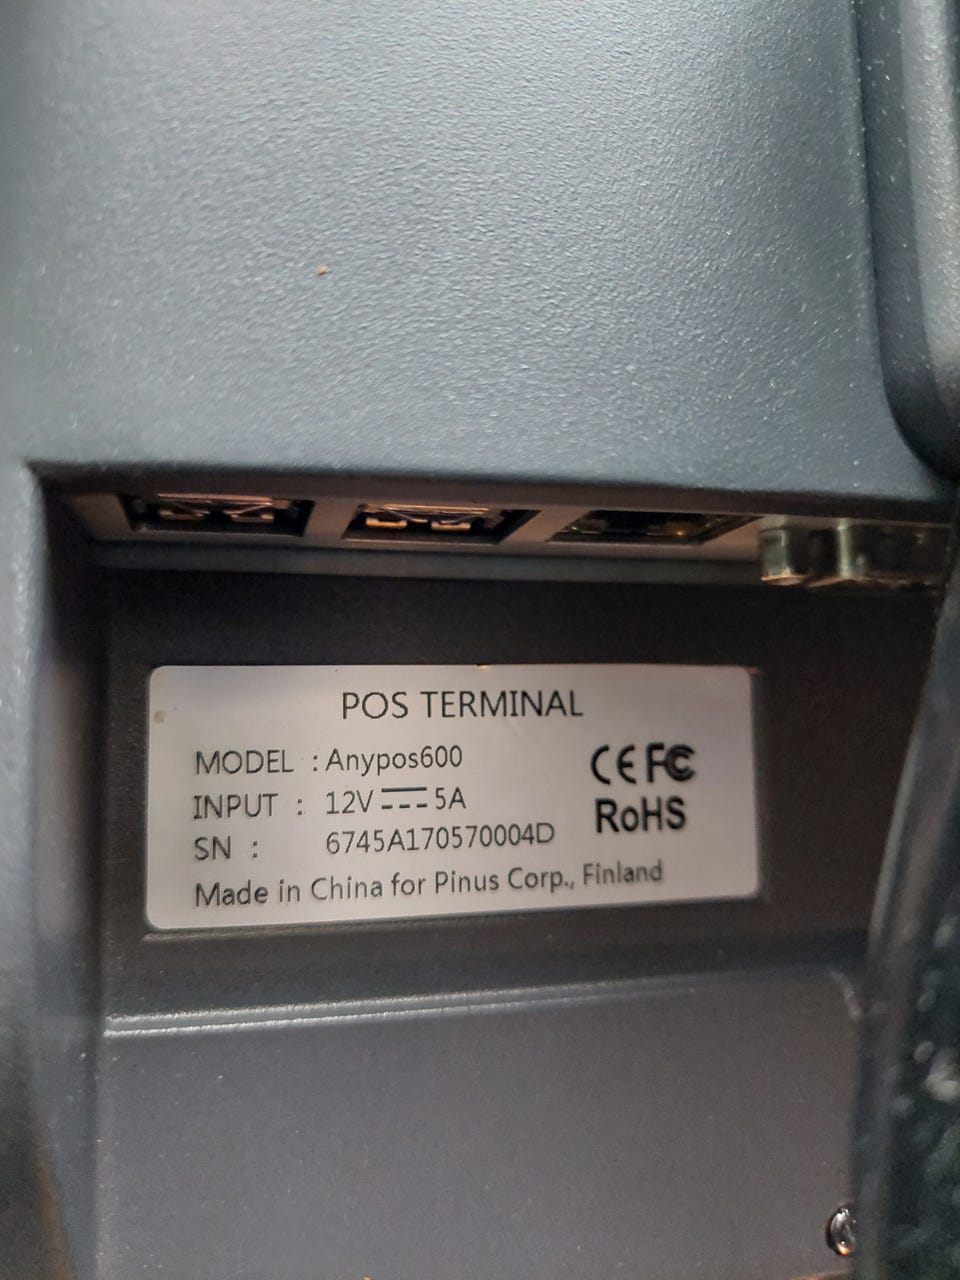 POS TERMINAL
MODEL : Anypos600
INPUT : 12V ⎓ 5A
SN : 6745A170570004D
Made in China for Pinus Corp., Finland
CE FC
RoHS